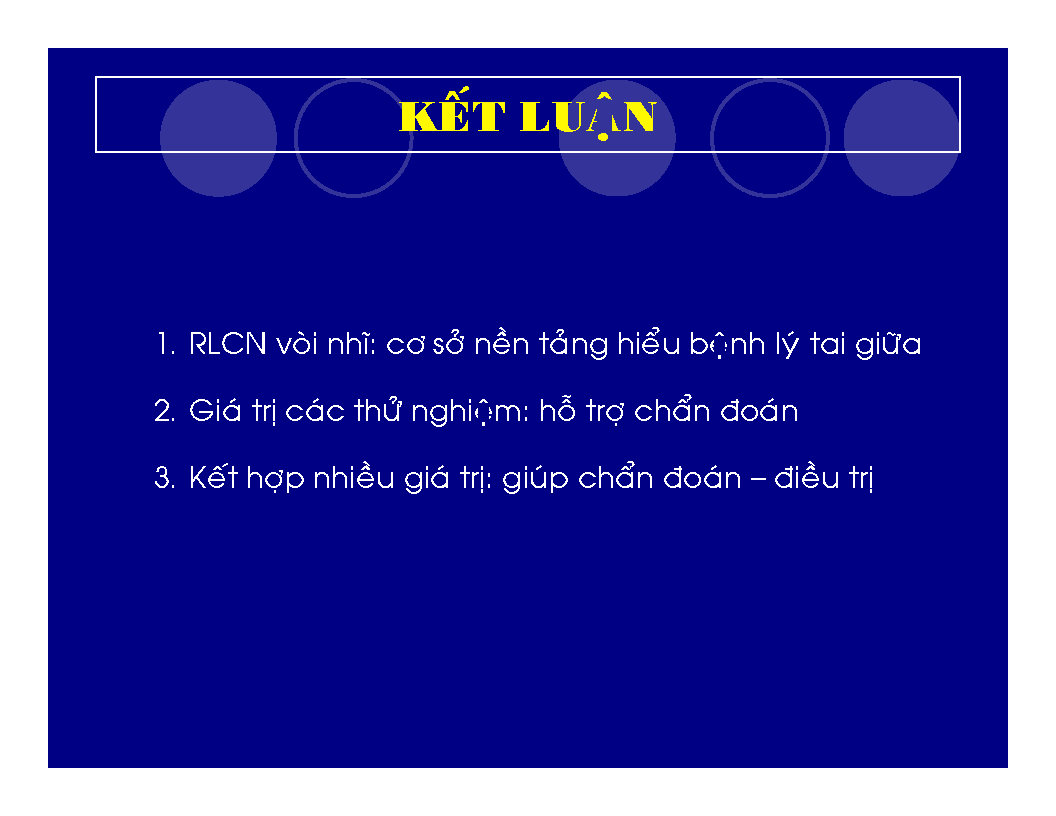 KẾT LUẬN
1. RLCN vòi nhĩ: cơ sở nền tảng hiểu bệnh lý tai giữa
2. Giá trị các thử nghiệm: hỗ trợ chẩn đoán
3. Kết hợp nhiều giá trị: giúp chẩn đoán – điều trị